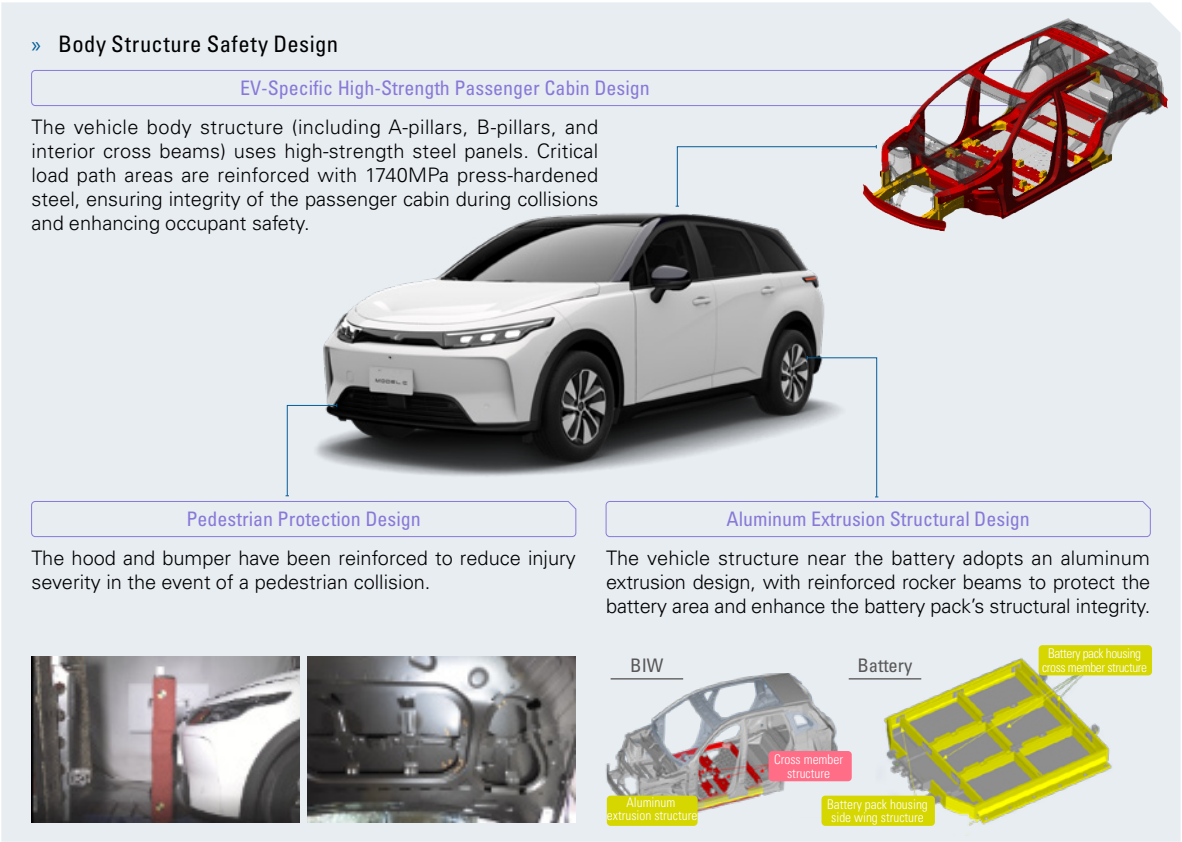 » Body Structure Safety Design
EV-Specific High-Strength Passenger Cabin Design
The vehicle body structure (including A-pillars, B-pillars, and
interior cross beams) uses high-strength steel panels. Critical
load path areas are reinforced with 1740MPa press-hardened
steel, ensuring integrity of the passenger cabin during collisions
and enhancing occupant safety.
MODEL C
Pedestrian Protection Design
The hood and bumper have been reinforced to reduce injury
severity in the event of a pedestrian collision.
Aluminum Extrusion Structural Design
The vehicle structure near the battery adopts an aluminum
extrusion design, with reinforced rocker beams to protect the
battery area and enhance the battery pack’s structural integrity.
BIW
Cross member
structure
Aluminum
extrusion structure
Battery
Battery pack housing
cross member structure
Battery pack housing
side wing structure